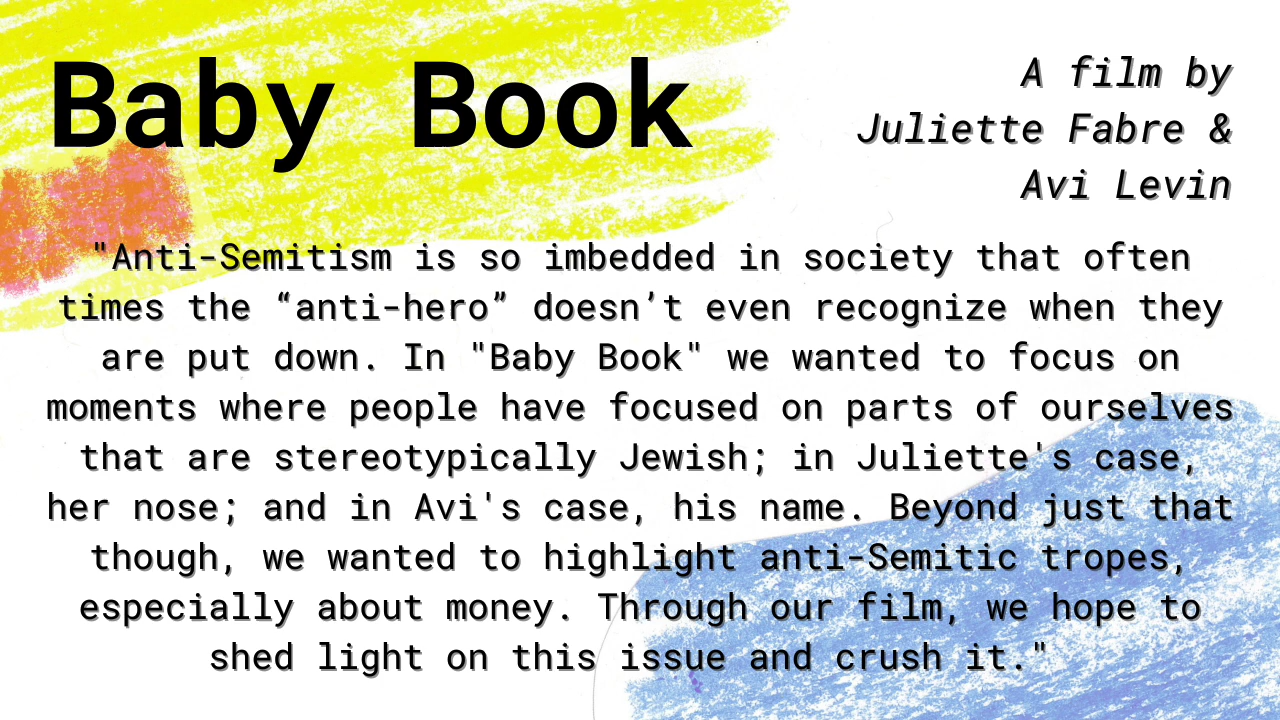 Baby Book
A film by
Juliette Fabre &
Avi Levin
"Anti-Semitism is so imbedded in society that often
times the “anti-hero” doesn’t even recognize when they
are put down. In "Baby Book" we wanted to focus on
moments where people have focused on parts of ourselves
that are stereotypically Jewish; in Juliette's case,
her nose; and in Avi's case, his name. Beyond just that
though, we wanted to highlight anti-Semitic tropes,
especially about money. Through our film, we hope to
shed light on this issue and crush it."